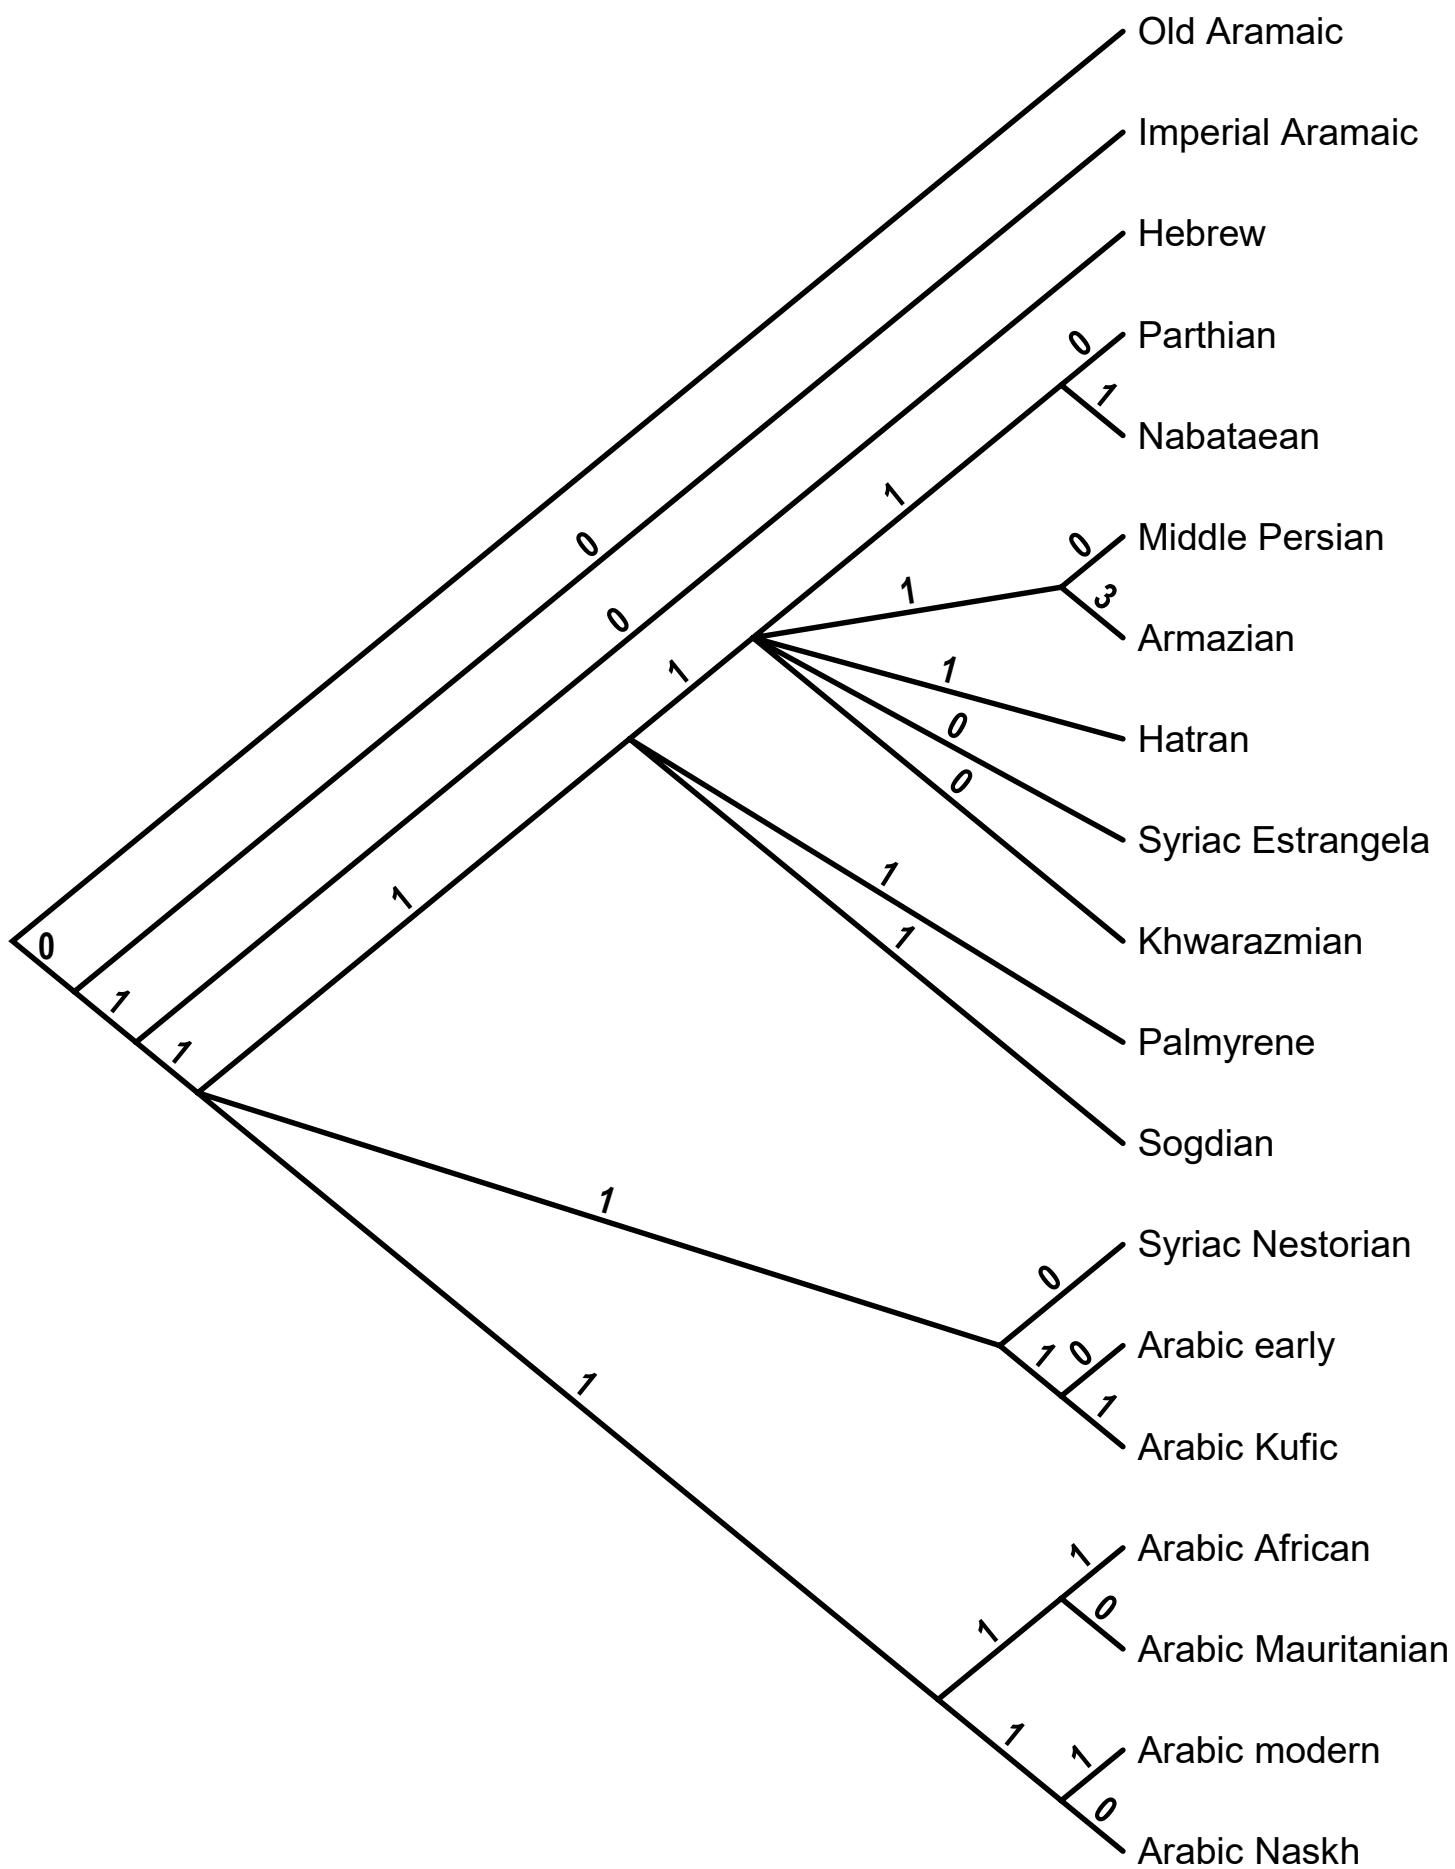 Old Aramaic
Imperial Aramaic
Hebrew
0
Parthian
1
Nabataean
1
0
Middle Persian
0
1
3
Armazian
0
1
1
Hatran
0
Syriac Estrangela
0
1
1
1
Khwarazmian
0
1
Palmyrene
1
Sogdian
1
Syriac Nestorian
0
1
0
Arabic early
1
1
Arabic Kufic
Arabic African
1
1
0
Arabic Mauritanian
1
1
Arabic modern
0
Arabic Naskh